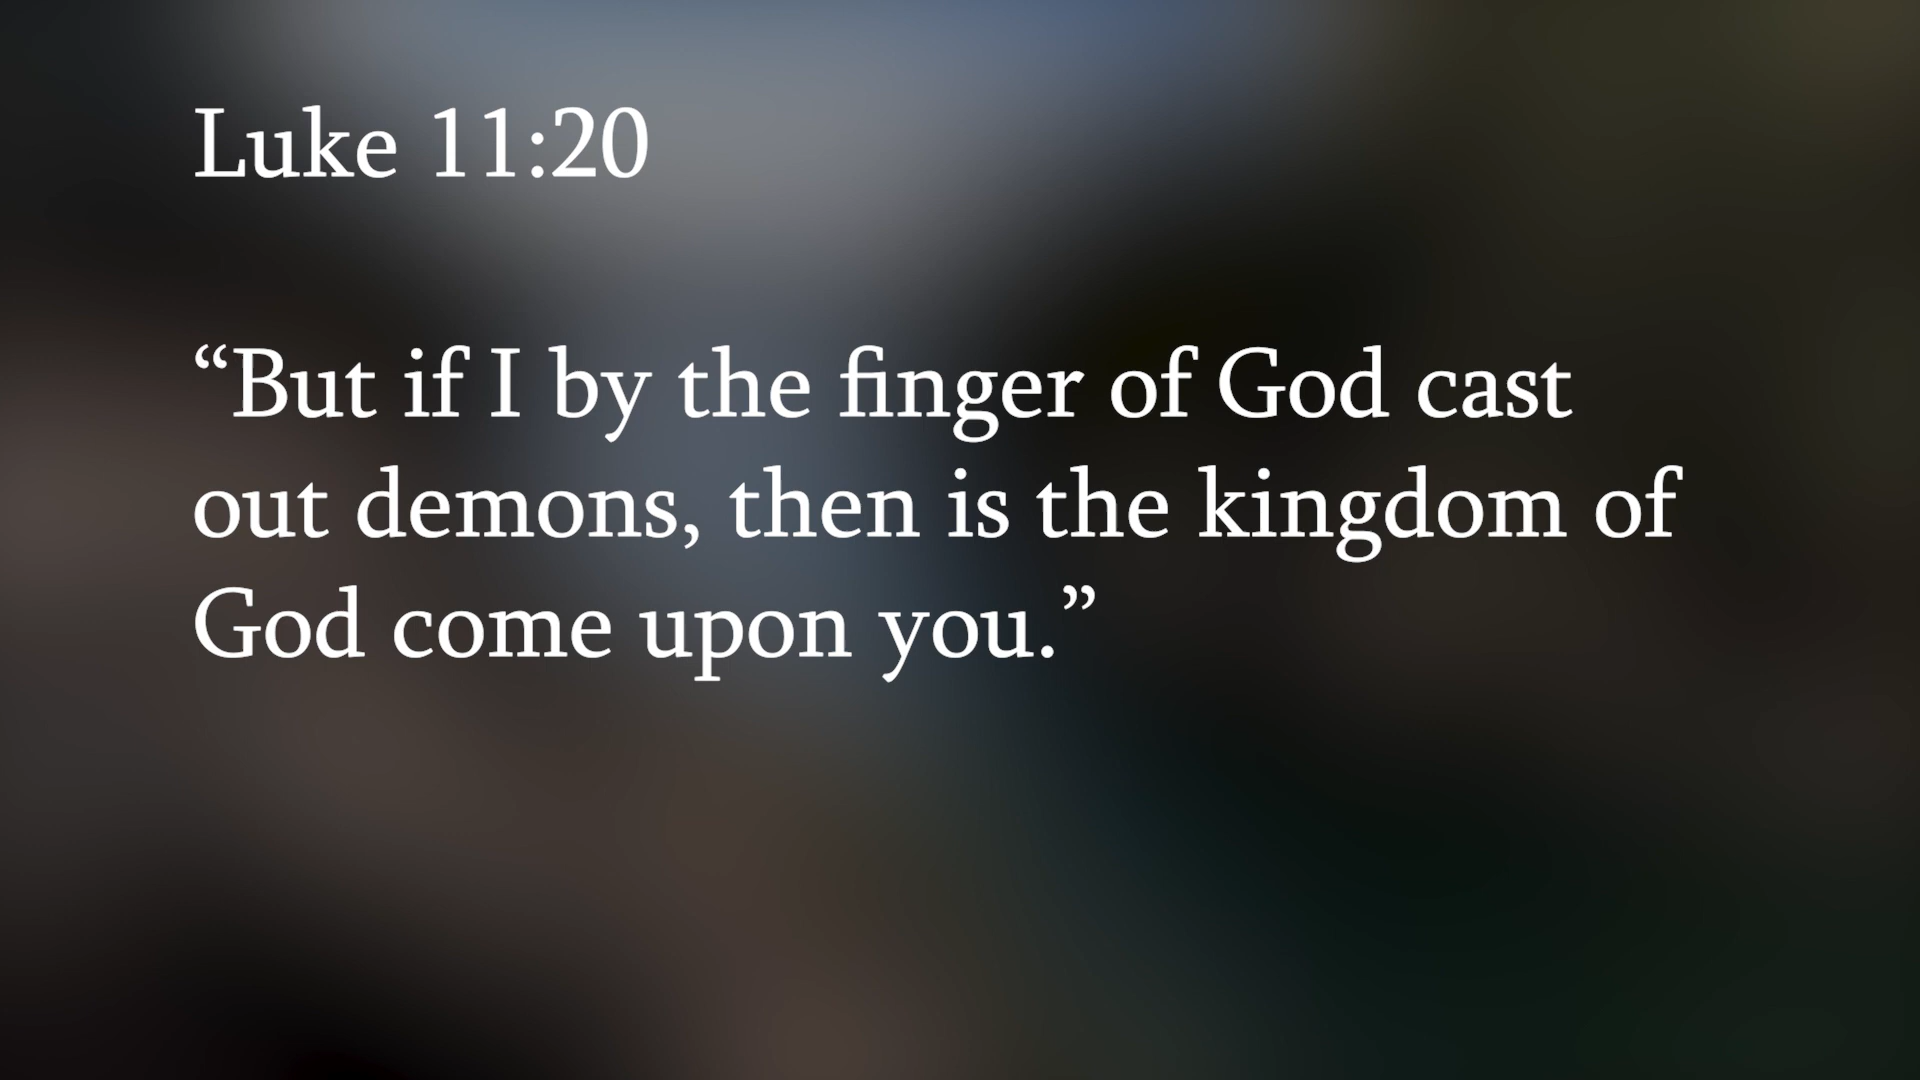 Luke 11:20
“But if I by the finger of God cast
out demons, then is the kingdom of
God come upon you.”